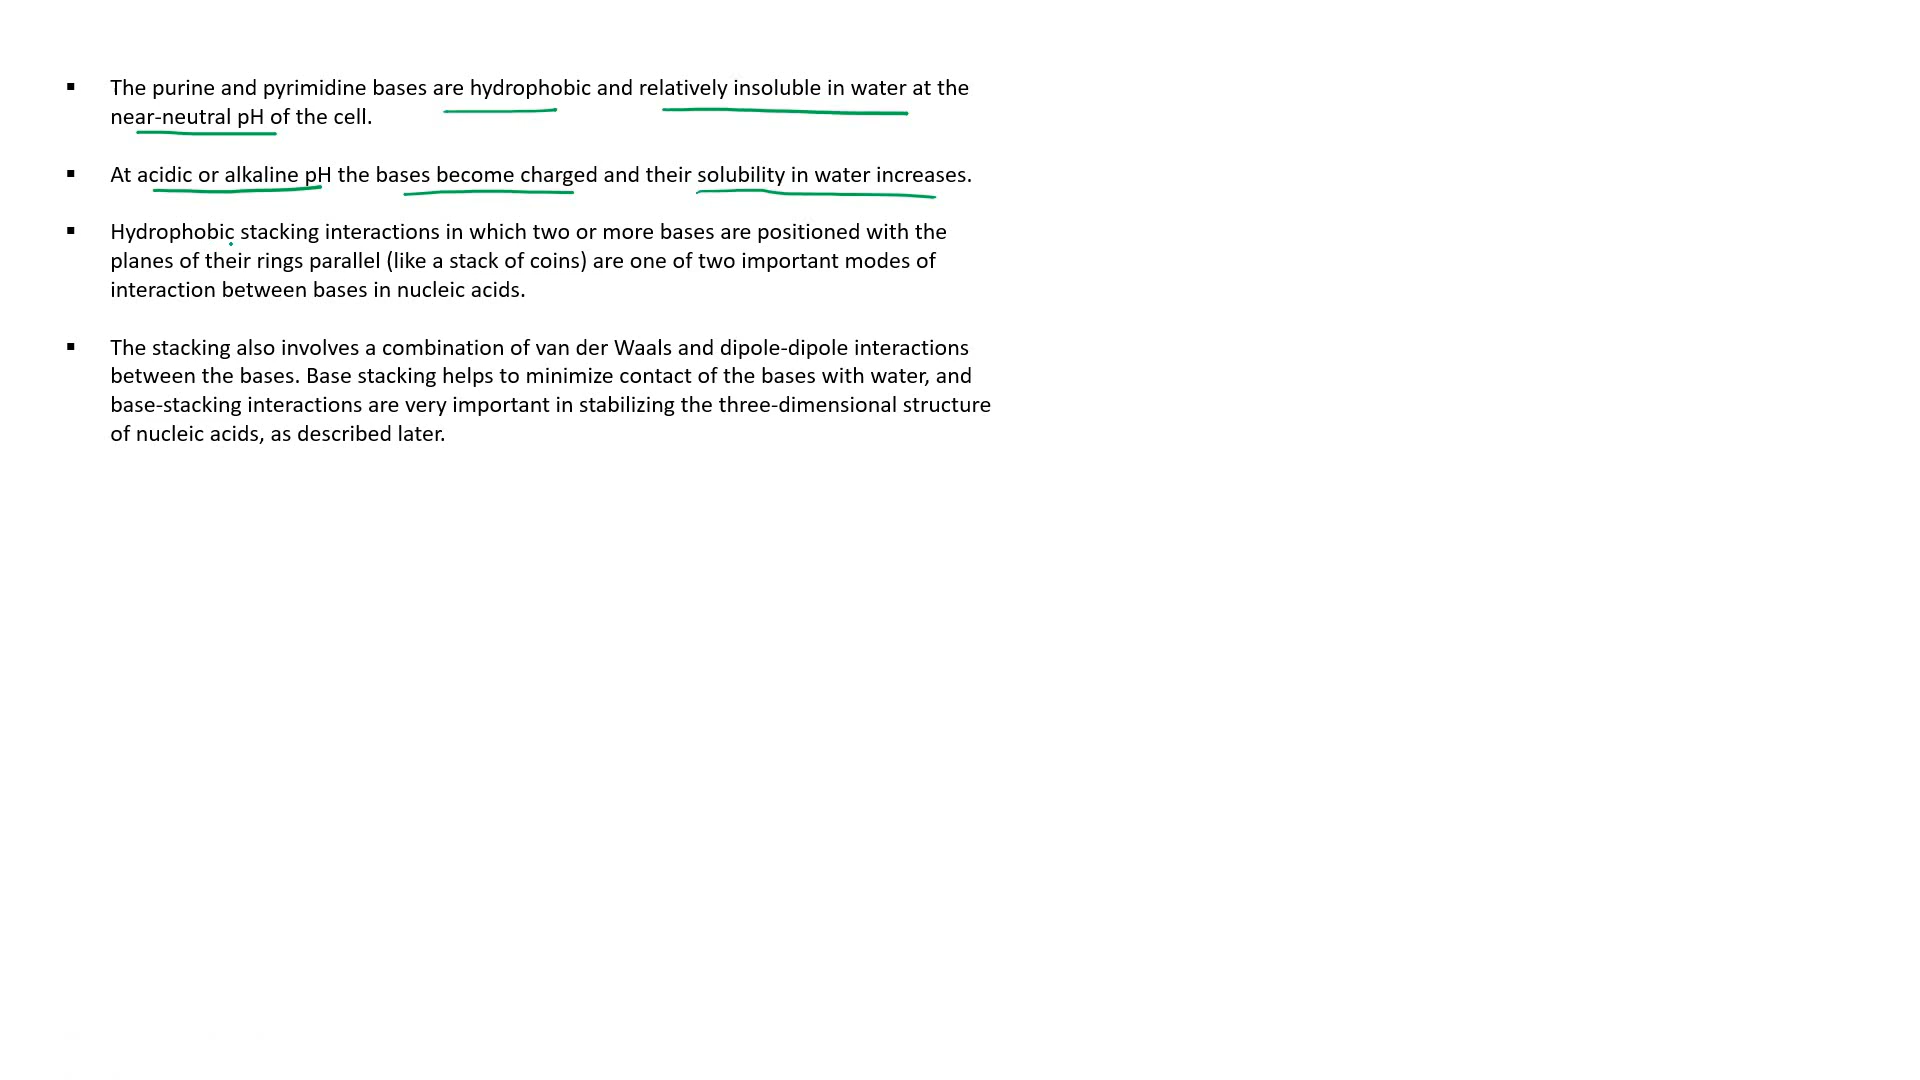 ▪ The purine and pyrimidine bases are hydrophobic and relatively insoluble in water at the
near-neutral pH of the cell.
▪ At acidic or alkaline pH the bases become charged and their solubility in water increases.
▪ Hydrophobic stacking interactions in which two or more bases are positioned with the
planes of their rings parallel (like a stack of coins) are one of two important modes of
interaction between bases in nucleic acids.
▪ The stacking also involves a combination of van der Waals and dipole-dipole interactions
between the bases. Base stacking helps to minimize contact of the bases with water, and
base-stacking interactions are very important in stabilizing the three-dimensional structure
of nucleic acids, as described later.